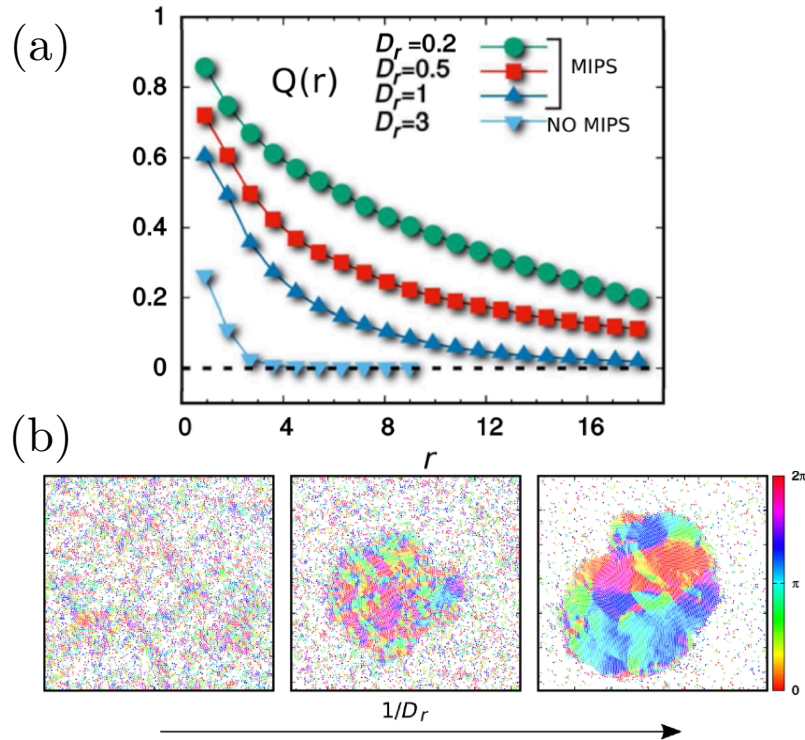 (a)
1
0.8
0.6
0.4
0.2
0
Q(r)
D_r =0.2
D_r=0.5
D_r=1
D_r=3
MIPS
NO MIPS
0 4 8 12 16
r
(b)
2π
π
0
1/D_r